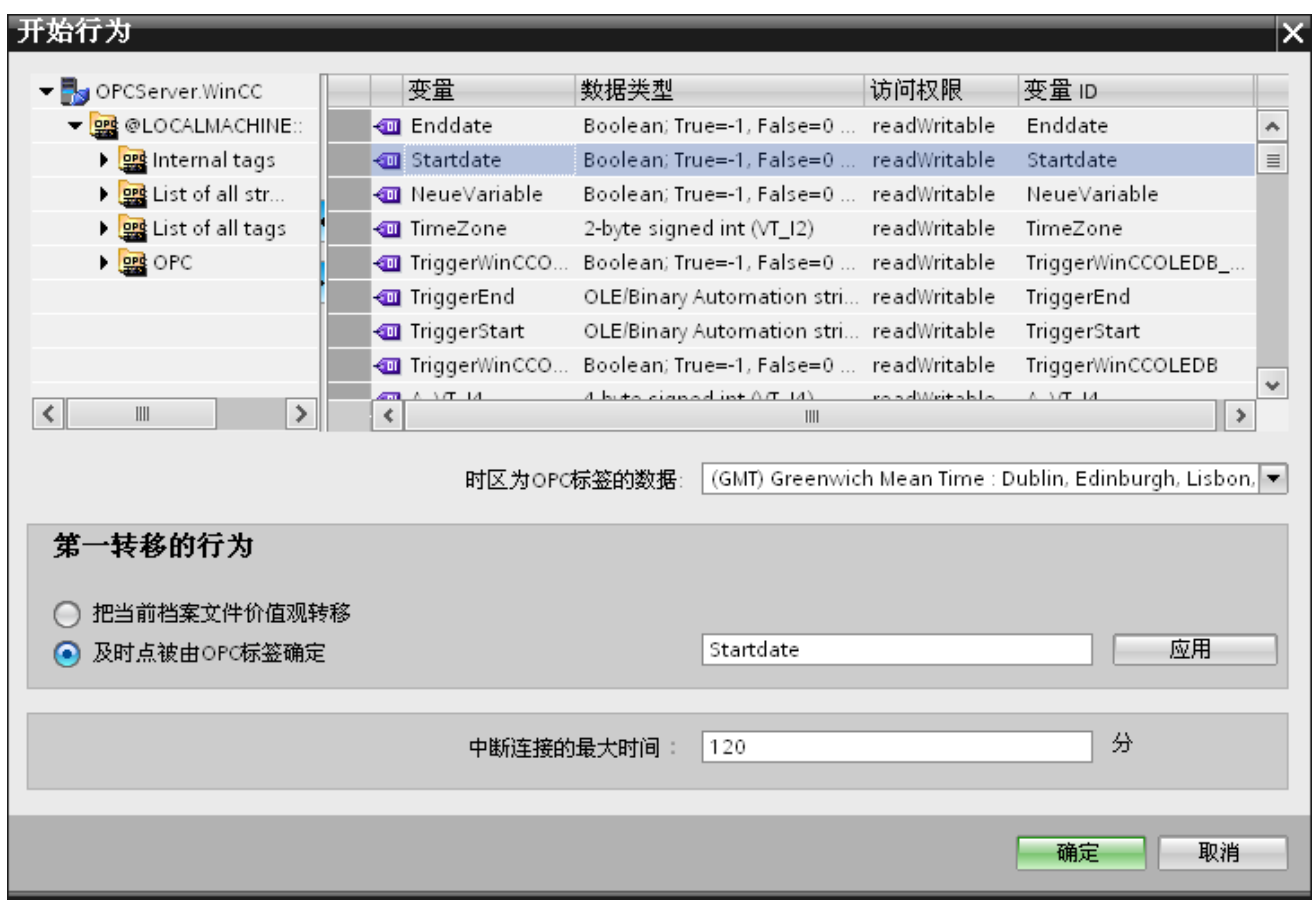 开始行为
变量 数据类型 访问权限 变量 ID
OPCServer.WinCC
@LOCALMACHINE::
Internal tags
List of all str...
List of all tags
OPC
Enddate Boolean; True=-1, False=0 ... readWritable Enddate
Startdate Boolean; True=-1, False=0 ... readWritable Startdate
NeueVariable Boolean; True=-1, False=0 ... readWritable NeueVariable
TimeZone 2-byte signed int (VT_I2) readWritable TimeZone
TriggerWinCCO... Boolean; True=-1, False=0 ... readWritable TriggerWinCCOLEDB_...
TriggerEnd OLE/Binary Automation stri... readWritable TriggerEnd
TriggerStart OLE/Binary Automation stri... readWritable TriggerStart
TriggerWinCCO... Boolean; True=-1, False=0 ... readWritable TriggerWinCCOLEDB
A_VT_I4 4-byte signed int (VT_I4) readWritable A_VT_I4
时区为OPC标签的数据: (GMT) Greenwich Mean Time : Dublin, Edinburgh, Lisbon,
第一转移的行为
把当前档案文件价值观转移
及时点被由OPC标签确定 Startdate 应用
中断连接的最大时间 : 120 分
确定 取消